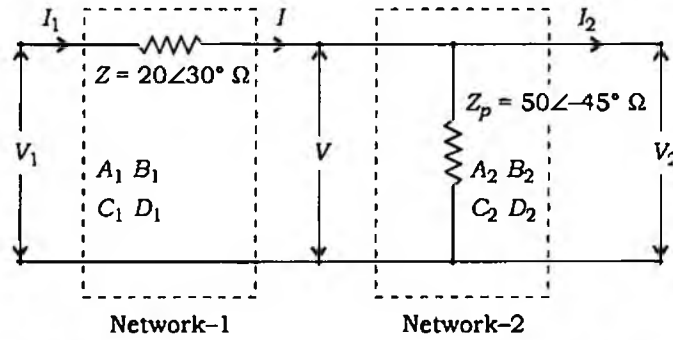 I₁ I I₂
Z = 20∠30° Ω
Z_p = 50∠–45° Ω
V₁ V V₂
A₁ B₁ A₂ B₂
C₁ D₁ C₂ D₂
Network–1 Network–2